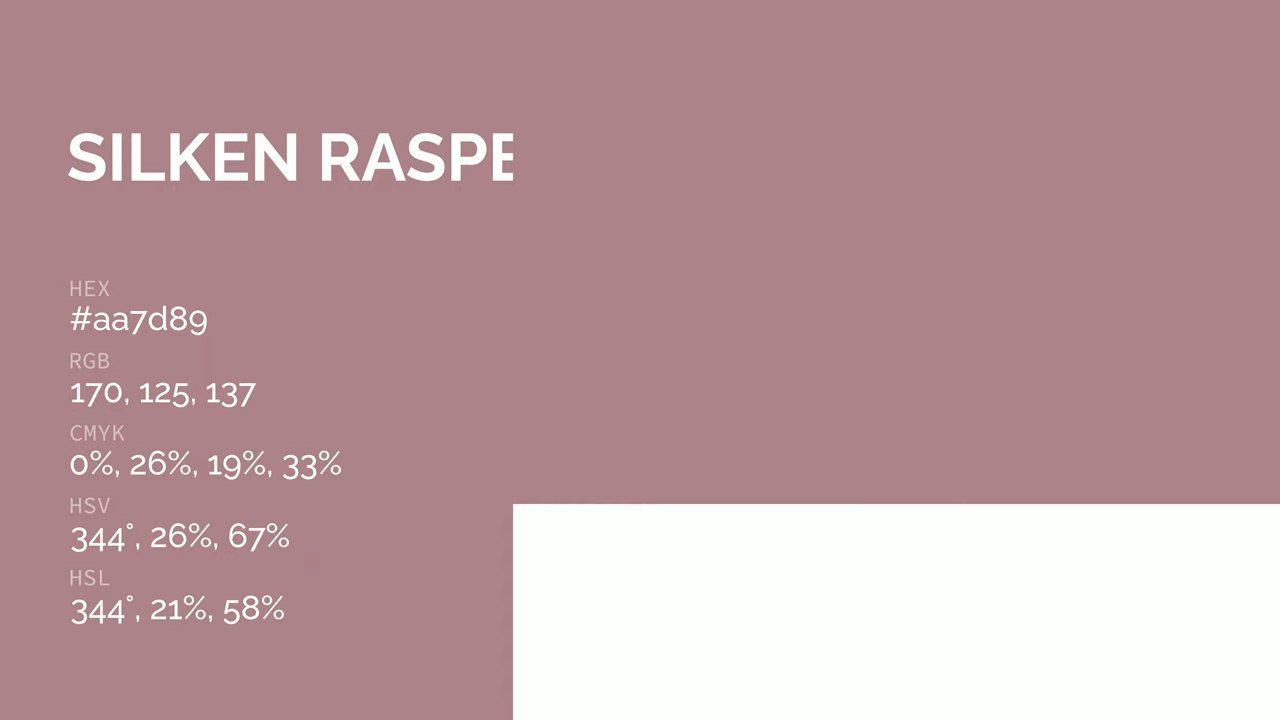 SILKEN RASPE
HEX
#aa7d89
RGB
170, 125, 137
CMYK
0%, 26%, 19%, 33%
HSV
344°, 26%, 67%
HSL
344°, 21%, 58%